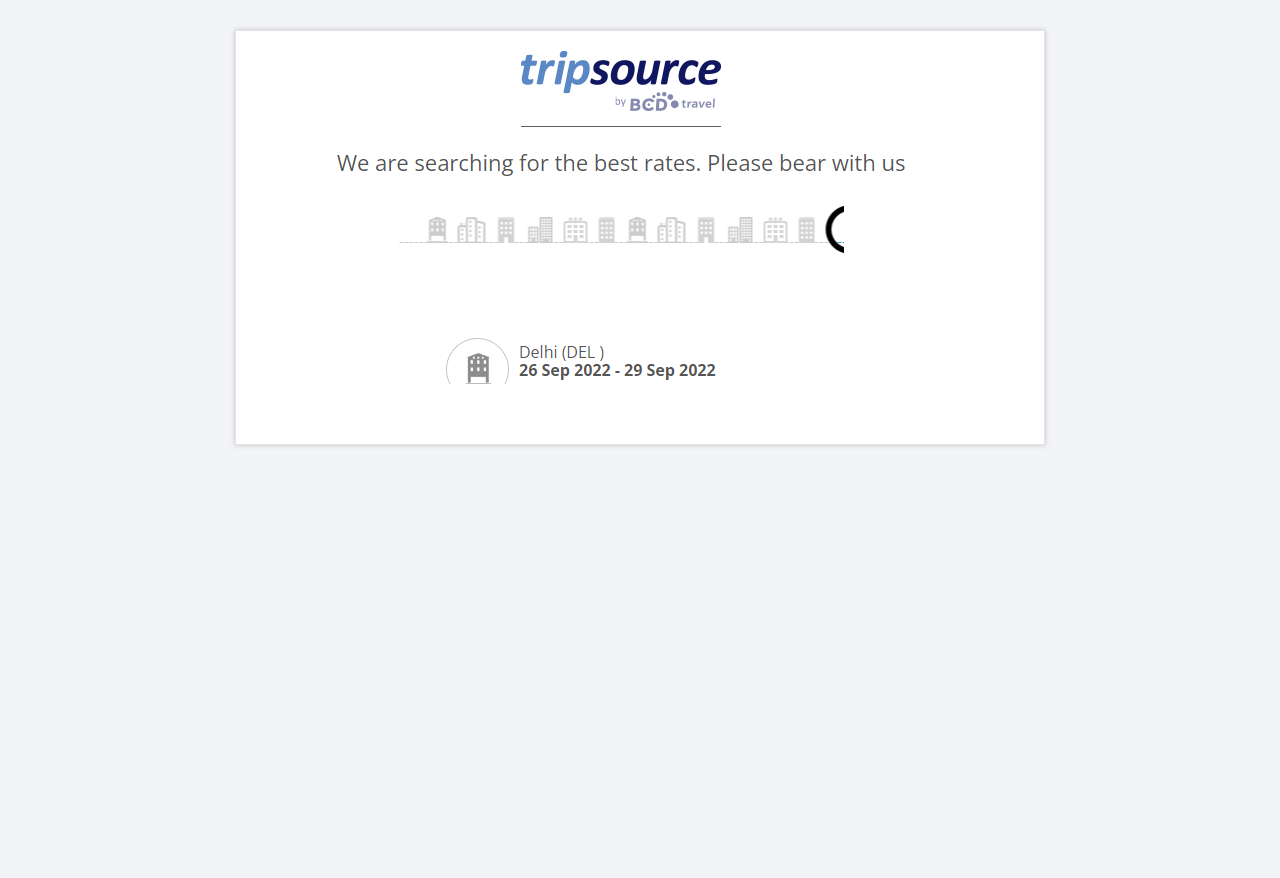 tripsource
by BCD travel
We are searching for the best rates. Please bear with us
Delhi (DEL )
26 Sep 2022 - 29 Sep 2022